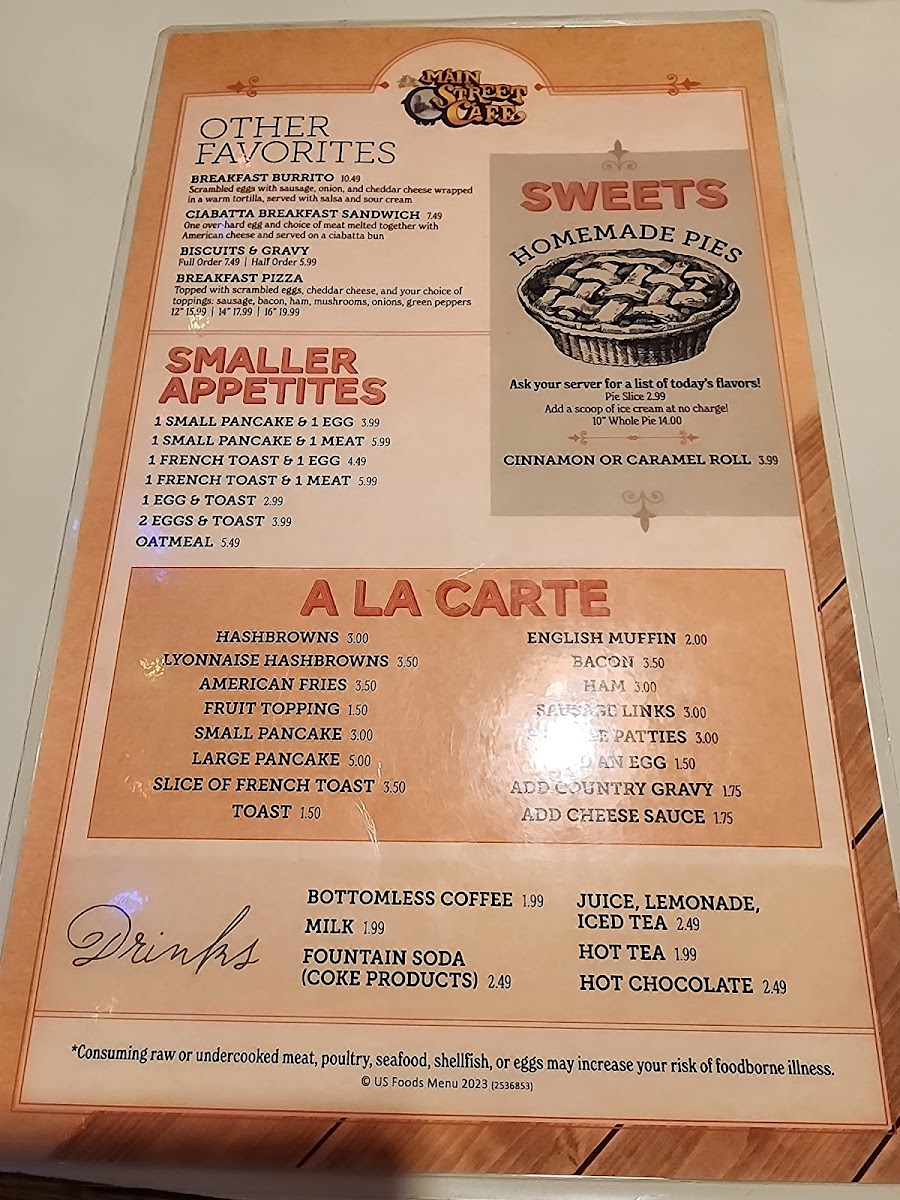 MAIN
STREET
CAFE
OTHER
FAVORITES
BREAKFAST BURRITO 10.49
Scrambled eggs with sausage, onion, and cheddar cheese wrapped
in a warm tortilla, served with salsa and sour cream
CIABATTA BREAKFAST SANDWICH 7.49
One over-hard egg and choice of meat melted together with
American cheese and served on a ciabatta bun
BISCUITS & GRAVY
Full Order 7.49 | Half Order 5.99
BREAKFAST PIZZA
Topped with scrambled eggs, cheddar cheese, and your choice of
toppings: sausage, bacon, ham, mushrooms, onions, green peppers
12" 15.99 | 14" 17.99 | 16" 19.99
SWEETS
HOMEMADE PIES
Ask your server for a list of today's flavors!
Pie Slice 2.99
Add a scoop of ice cream at no charge!
10" Whole Pie 14.00
CINNAMON OR CARAMEL ROLL 3.99
SMALLER
APPETITES
1 SMALL PANCAKE & 1 EGG 3.99
1 SMALL PANCAKE & 1 MEAT 5.99
1 FRENCH TOAST & 1 EGG 4.49
1 FRENCH TOAST & 1 MEAT 5.99
1 EGG & TOAST 2.99
2 EGGS & TOAST 3.99
OATMEAL 5.49
A LA CARTE
HASHBROWNS 3.00
LYONNAISE HASHBROWNS 3.50
AMERICAN FRIES 3.50
FRUIT TOPPING 1.50
SMALL PANCAKE 3.00
LARGE PANCAKE 5.00
SLICE OF FRENCH TOAST 3.50
TOAST 1.50
ENGLISH MUFFIN 2.00
BACON 3.50
HAM 3.00
SAUSAGE LINKS 3.00
PATTIES 3.00
AN EGG 1.50
ADD COUNTRY GRAVY 1.75
ADD CHEESE SAUCE 1.75
Drinks
BOTTOMLESS COFFEE 1.99
MILK 1.99
FOUNTAIN SODA
(COKE PRODUCTS) 2.49
JUICE, LEMONADE,
ICED TEA 2.49
HOT TEA 1.99
HOT CHOCOLATE 2.49
*Consuming raw or undercooked meat, poultry, seafood, shellfish, or eggs may increase your risk of foodborne illness.
© US Foods Menu 2023 (2536853)